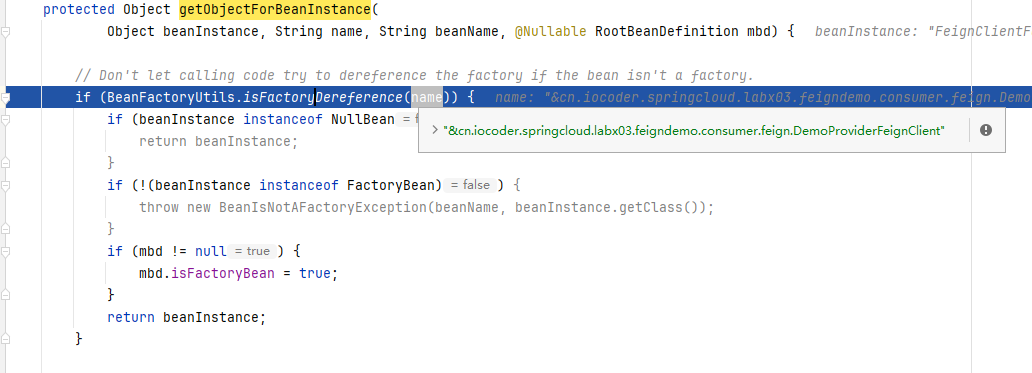 protected Object getObjectForBeanInstance(
Object beanInstance, String name, String beanName, @Nullable RootBeanDefinition mbd) { beanInstance: "FeignClientF
// Don't let calling code try to dereference the factory if the bean isn't a factory.
if (BeanFactoryUtils.isFactoryDereference(name)) { name: "&cn.iocoder.springcloud.labx03.feigndemo.consumer.feign.Demo
if (beanInstance instanceof NullBean = f
> "&cn.iocoder.springcloud.labx03.feigndemo.consumer.feign.DemoProviderFeignClient"
return beanInstance;
}
if (!(beanInstance instanceof FactoryBean) = false ) {
throw new BeanIsNotAFactoryException(beanName, beanInstance.getClass());
}
if (mbd != null = true ) {
mbd.isFactoryBean = true;
}
return beanInstance;
}